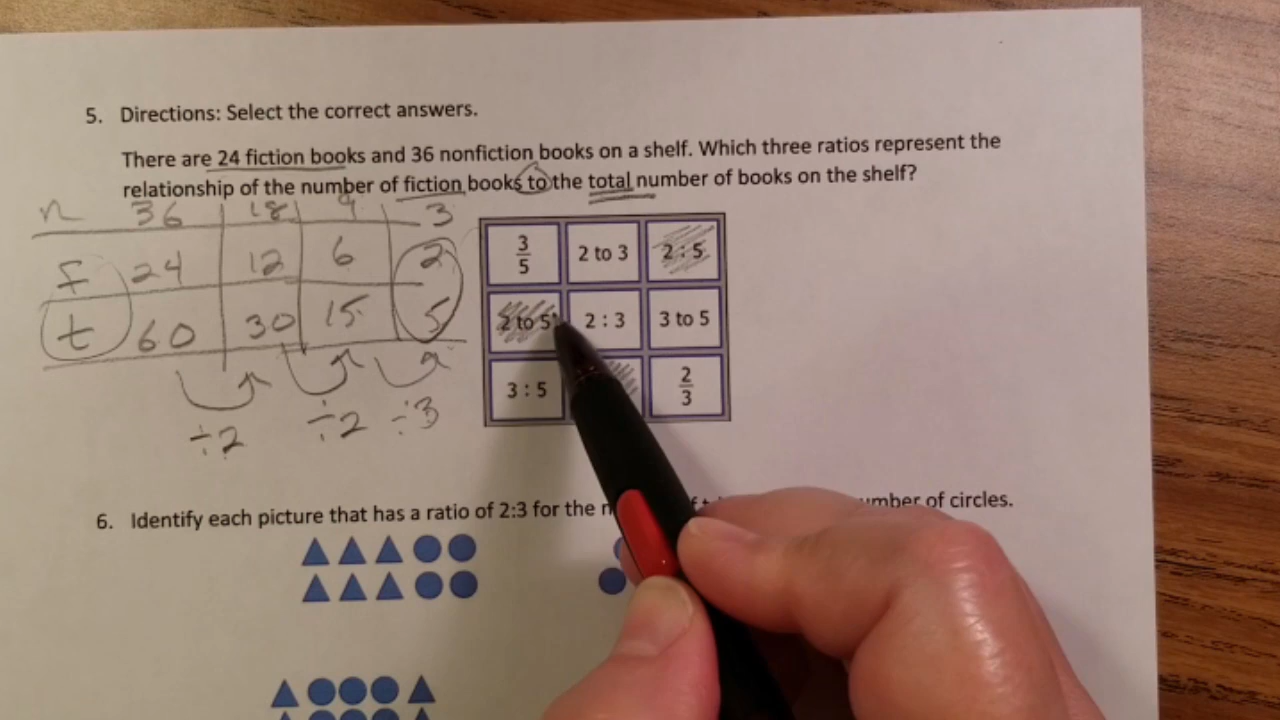 5. Directions: Select the correct answers.
There are 24 fiction books and 36 nonfiction books on a shelf. Which three ratios represent the
relationship of the number of fiction books to the total number of books on the shelf?
n 36 18 9 3
f 24 12 6 2
t 60 30 15 5
÷2 ÷2 ÷3
3/5 2 to 3 2 : 5
2 to 5 2 : 3 3 to 5
3 : 5 2/3
6. Identify each picture that has a ratio of 2:3 for the number of circles.